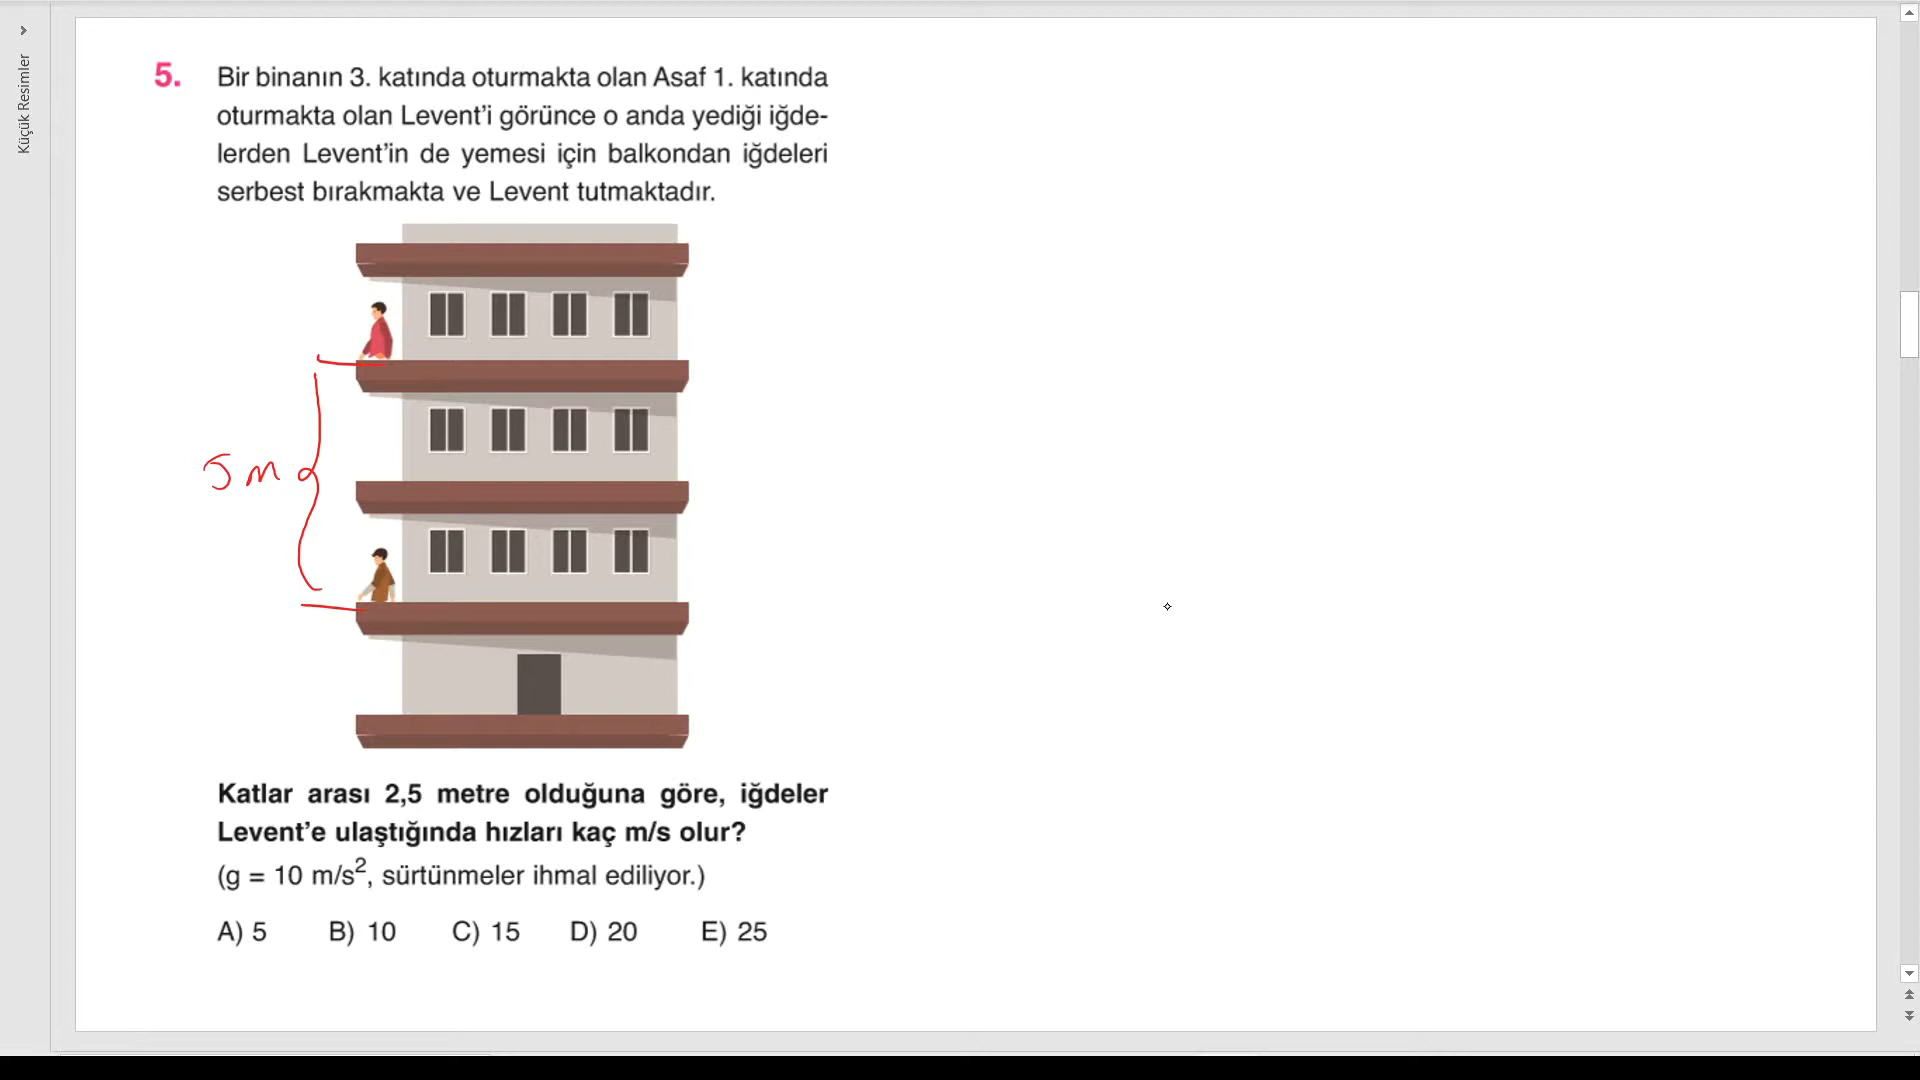 Küçük Resimler
5. Bir binanın 3. katında oturmakta olan Asaf 1. katında
oturmakta olan Levent’i görünce o anda yediği iğde-
lerden Levent’in de yemesi için balkondan iğdeleri
serbest bırakmakta ve Levent tutmaktadır.
5 m
Katlar arası 2,5 metre olduğuna göre, iğdeler
Levent’e ulaştığında hızları kaç m/s olur?
(g = 10 m/s², sürtünmeler ihmal ediliyor.)
A) 5 B) 10 C) 15 D) 20 E) 25